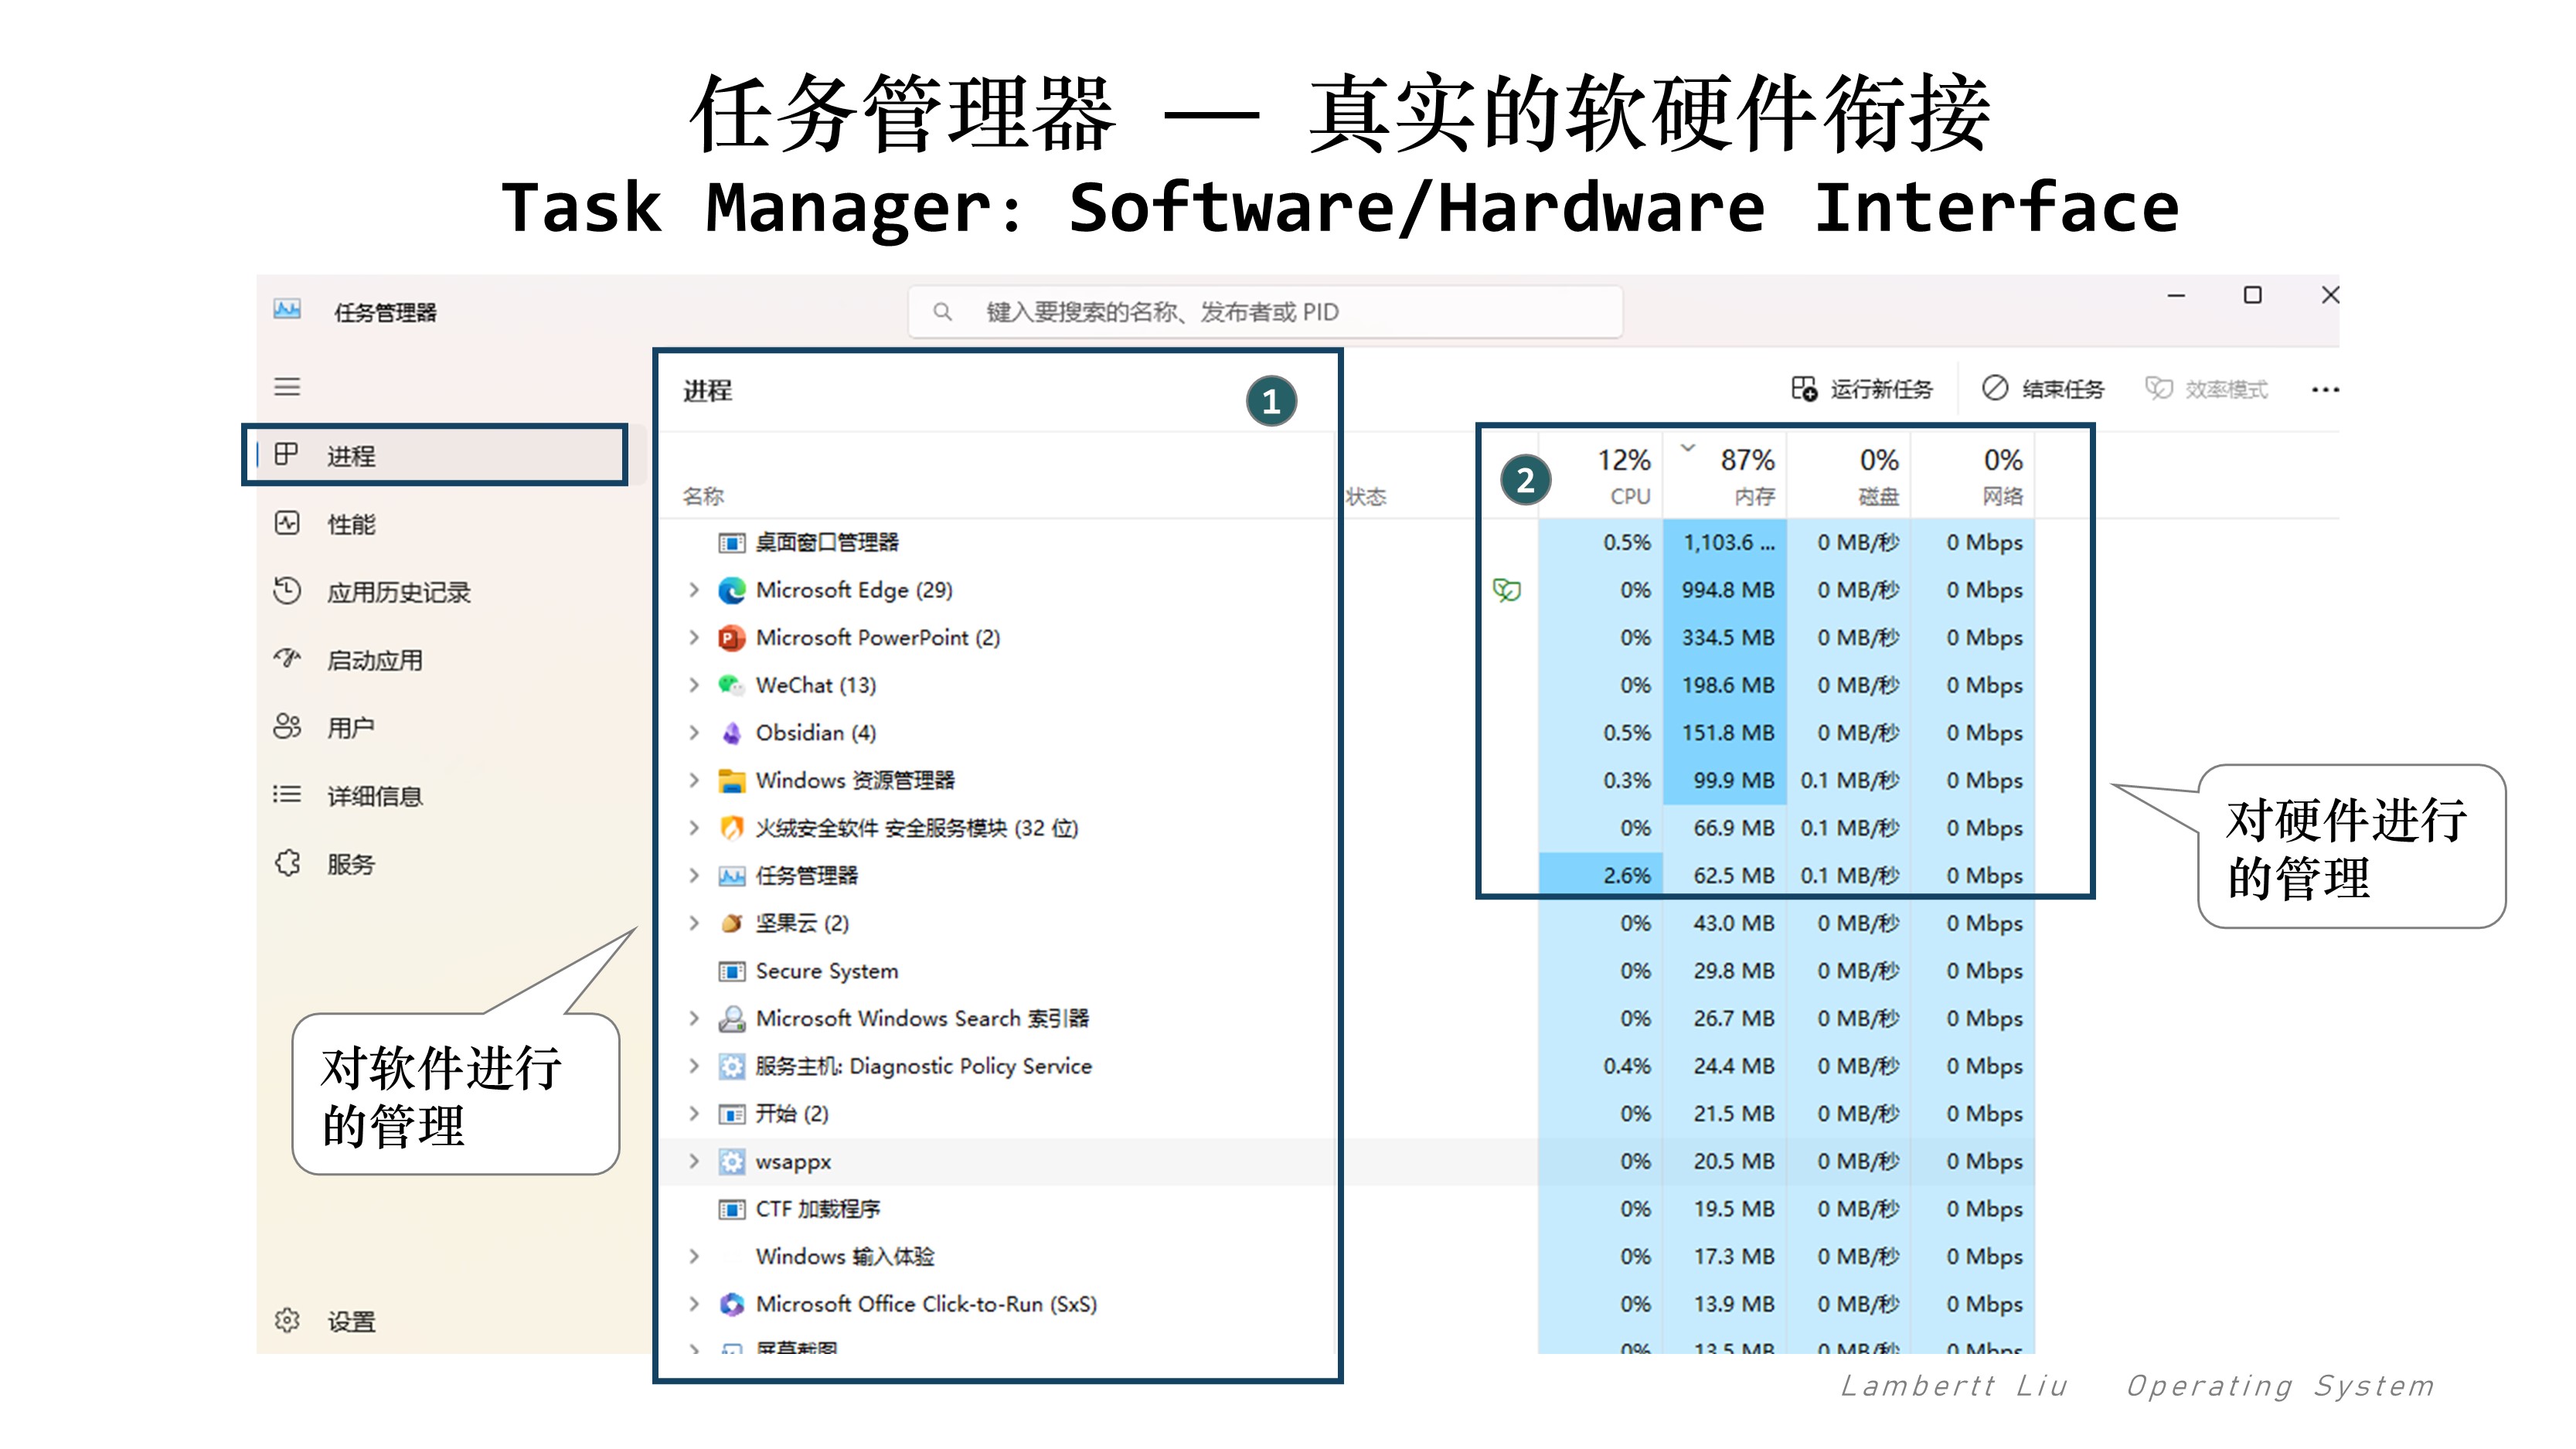 任务管理器 — 真实的软硬件衔接
Task Manager: Software/Hardware Interface
任务管理器
键入要搜索的名称、发布者或 PID
进程
1
运行新任务
结束任务
效率模式
进程
性能
应用历史记录
启动应用
用户
详细信息
服务
设置
对软件进行
的管理
2
12% 87% 0% 0%
名称 状态 CPU 内存 磁盘 网络
桌面窗口管理器 0.5% 1,103.6 ... 0 MB/秒 0 Mbps
Microsoft Edge (29) 0% 994.8 MB 0 MB/秒 0 Mbps
Microsoft PowerPoint (2) 0% 334.5 MB 0 MB/秒 0 Mbps
WeChat (13) 0% 198.6 MB 0 MB/秒 0 Mbps
Obsidian (4) 0.5% 151.8 MB 0 MB/秒 0 Mbps
Windows 资源管理器 0.3% 99.9 MB 0.1 MB/秒 0 Mbps
火绒安全软件 安全服务模块 (32 位) 0% 66.9 MB 0.1 MB/秒 0 Mbps
任务管理器 2.6% 62.5 MB 0.1 MB/秒 0 Mbps
坚果云 (2) 0% 43.0 MB 0 MB/秒 0 Mbps
Secure System 0% 29.8 MB 0 MB/秒 0 Mbps
Microsoft Windows Search 索引器 0% 26.7 MB 0 MB/秒 0 Mbps
服务主机: Diagnostic Policy Service 0.4% 24.4 MB 0 MB/秒 0 Mbps
开始 (2) 0% 21.5 MB 0 MB/秒 0 Mbps
wsappx 0% 20.5 MB 0 MB/秒 0 Mbps
CTF 加载程序 0% 19.5 MB 0 MB/秒 0 Mbps
Windows 输入体验 0% 17.3 MB 0 MB/秒 0 Mbps
Microsoft Office Click-to-Run (SxS) 0% 13.9 MB 0 MB/秒 0 Mbps
屏幕截图 0% 13.5 MB 0 MB/秒 0 Mbps
对硬件进行
的管理
Lambertt Liu Operating System